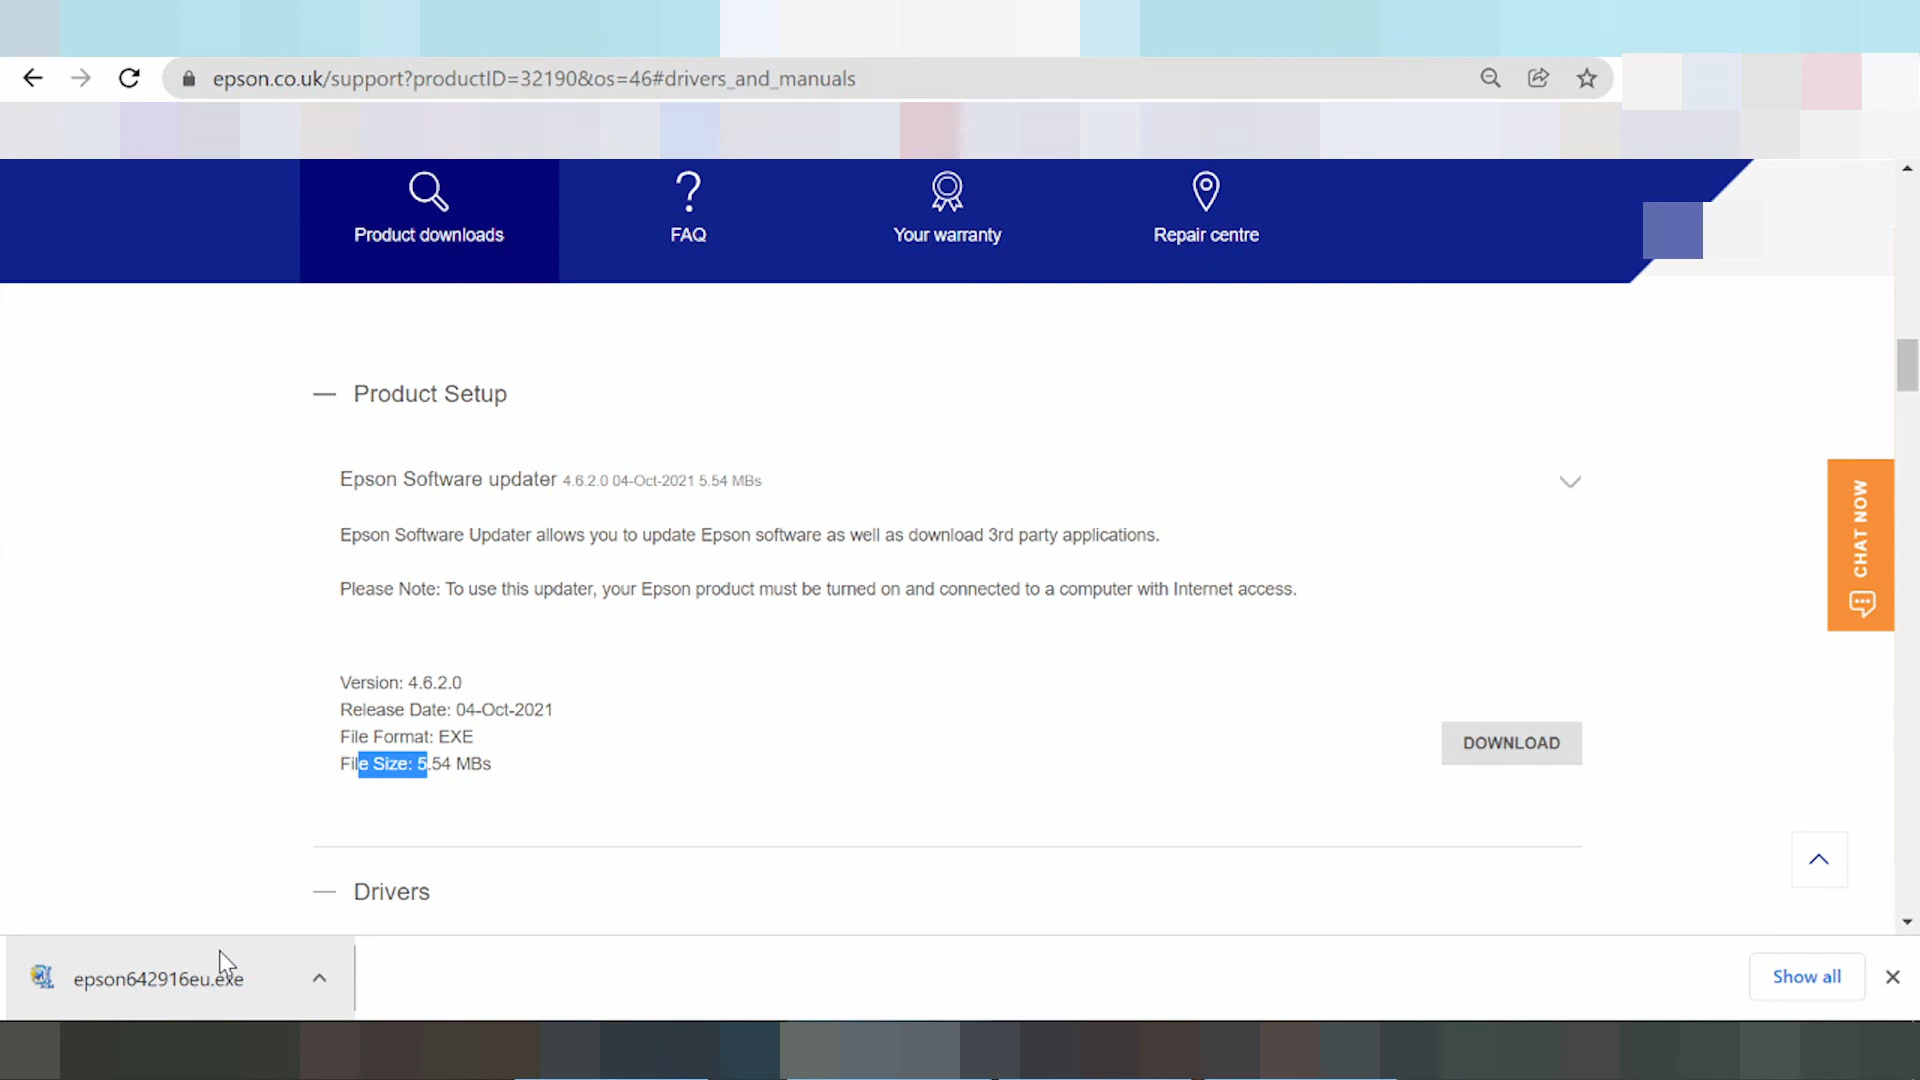 epson.co.uk/support?productID=32190&os=46#drivers_and_manuals
Product downloads
FAQ
Your warranty
Repair centre
Product Setup
Epson Software updater 4.6.2.0 04-Oct-2021 5.54 MBs
Epson Software Updater allows you to update Epson software as well as download 3rd party applications.
Please Note: To use this updater, your Epson product must be turned on and connected to a computer with Internet access.
CHAT NOW
Version: 4.6.2.0
Release Date: 04-Oct-2021
File Format: EXE
File Size: 5.54 MBs
DOWNLOAD
Drivers
epson642916eu.exe
Show all